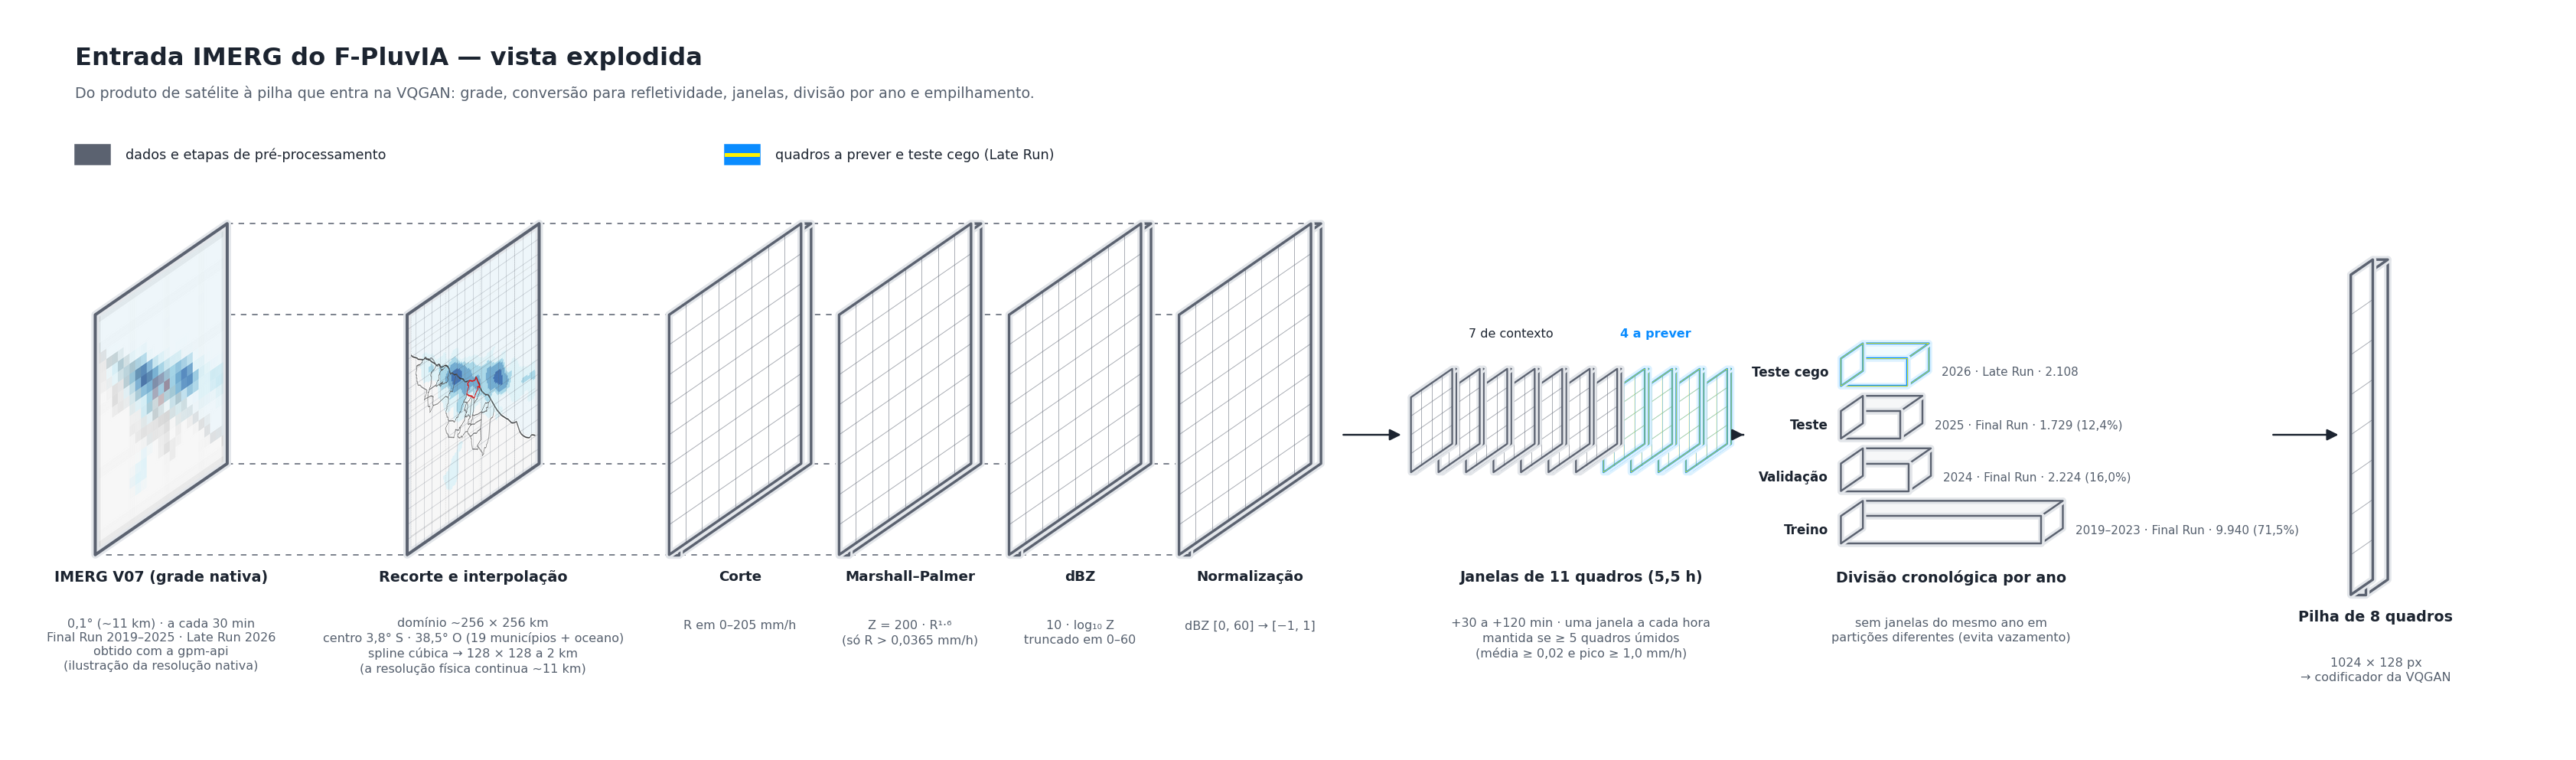 Entrada IMERG do F-PluvIA — vista explodida
Do produto de satélite à pilha que entra na VQGAN: grade, conversão para refletividade, janelas, divisão por ano e empilhamento.
dados e etapas de pré-processamento
quadros a prever e teste cego (Late Run)
IMERG V07 (grade nativa)
0,1° (~11 km) · a cada 30 min
Final Run 2019–2025 · Late Run 2026
obtido com a gpm-api
(ilustração da resolução nativa)
Recorte e interpolação
domínio ~256 × 256 km
centro 3,8° S · 38,5° O (19 municípios + oceano)
spline cúbica → 128 × 128 a 2 km
(a resolução física continua ~11 km)
Corte
R em 0–205 mm/h
Marshall–Palmer
Z = 200 · R¹·⁶
(só R > 0,0365 mm/h)
dBZ
10 · log₁₀ Z
truncado em 0–60
Normalização
dBZ [0, 60] → [−1, 1]
7 de contexto
4 a prever
Janelas de 11 quadros (5,5 h)
+30 a +120 min · uma janela a cada hora
mantida se ≥ 5 quadros úmidos
(média ≥ 0,02 e pico ≥ 1,0 mm/h)
Teste cego
2026 · Late Run · 2.108
Teste
2025 · Final Run · 1.729 (12,4%)
Validação
2024 · Final Run · 2.224 (16,0%)
Treino
2019–2023 · Final Run · 9.940 (71,5%)
Divisão cronológica por ano
sem janelas do mesmo ano em
partições diferentes (evita vazamento)
Pilha de 8 quadros
1024 × 128 px
→ codificador da VQGAN